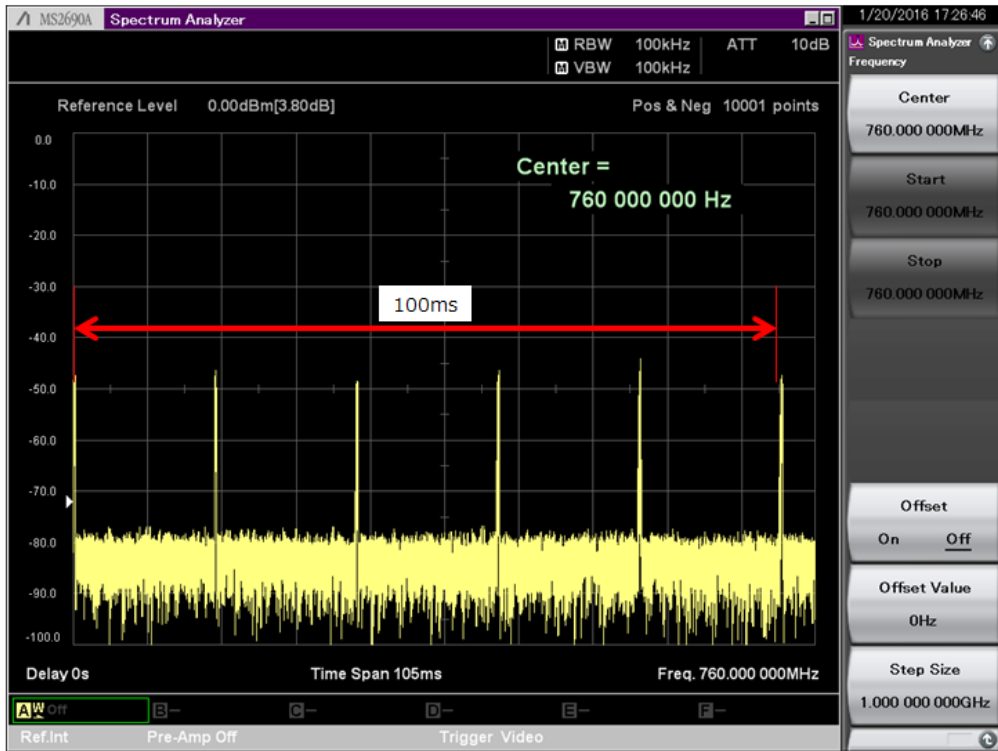 MS2690A Spectrum Analyzer
1/20/2016 17:26:46
M RBW 100kHz ATT 10dB
M VBW 100kHz
Reference Level 0.00dBm[3.80dB] Pos & Neg 10001 points
0.0
-10.0
-20.0
-30.0
-40.0
-50.0
-60.0
-70.0
-80.0
-90.0
-100.0
Center =
760 000 000 Hz
100ms
Delay 0s Time Span 105ms Freq. 760.000 000MHz
A W Off B– C– D– E– F–
Ref.Int Pre-Amp Off Trigger Video
Spectrum Analyzer
Frequency
Center
760.000 000MHz
Start
760.000 000MHz
Stop
760.000 000MHz
Offset
On Off
Offset Value
0Hz
Step Size
1.000 000 000GHz